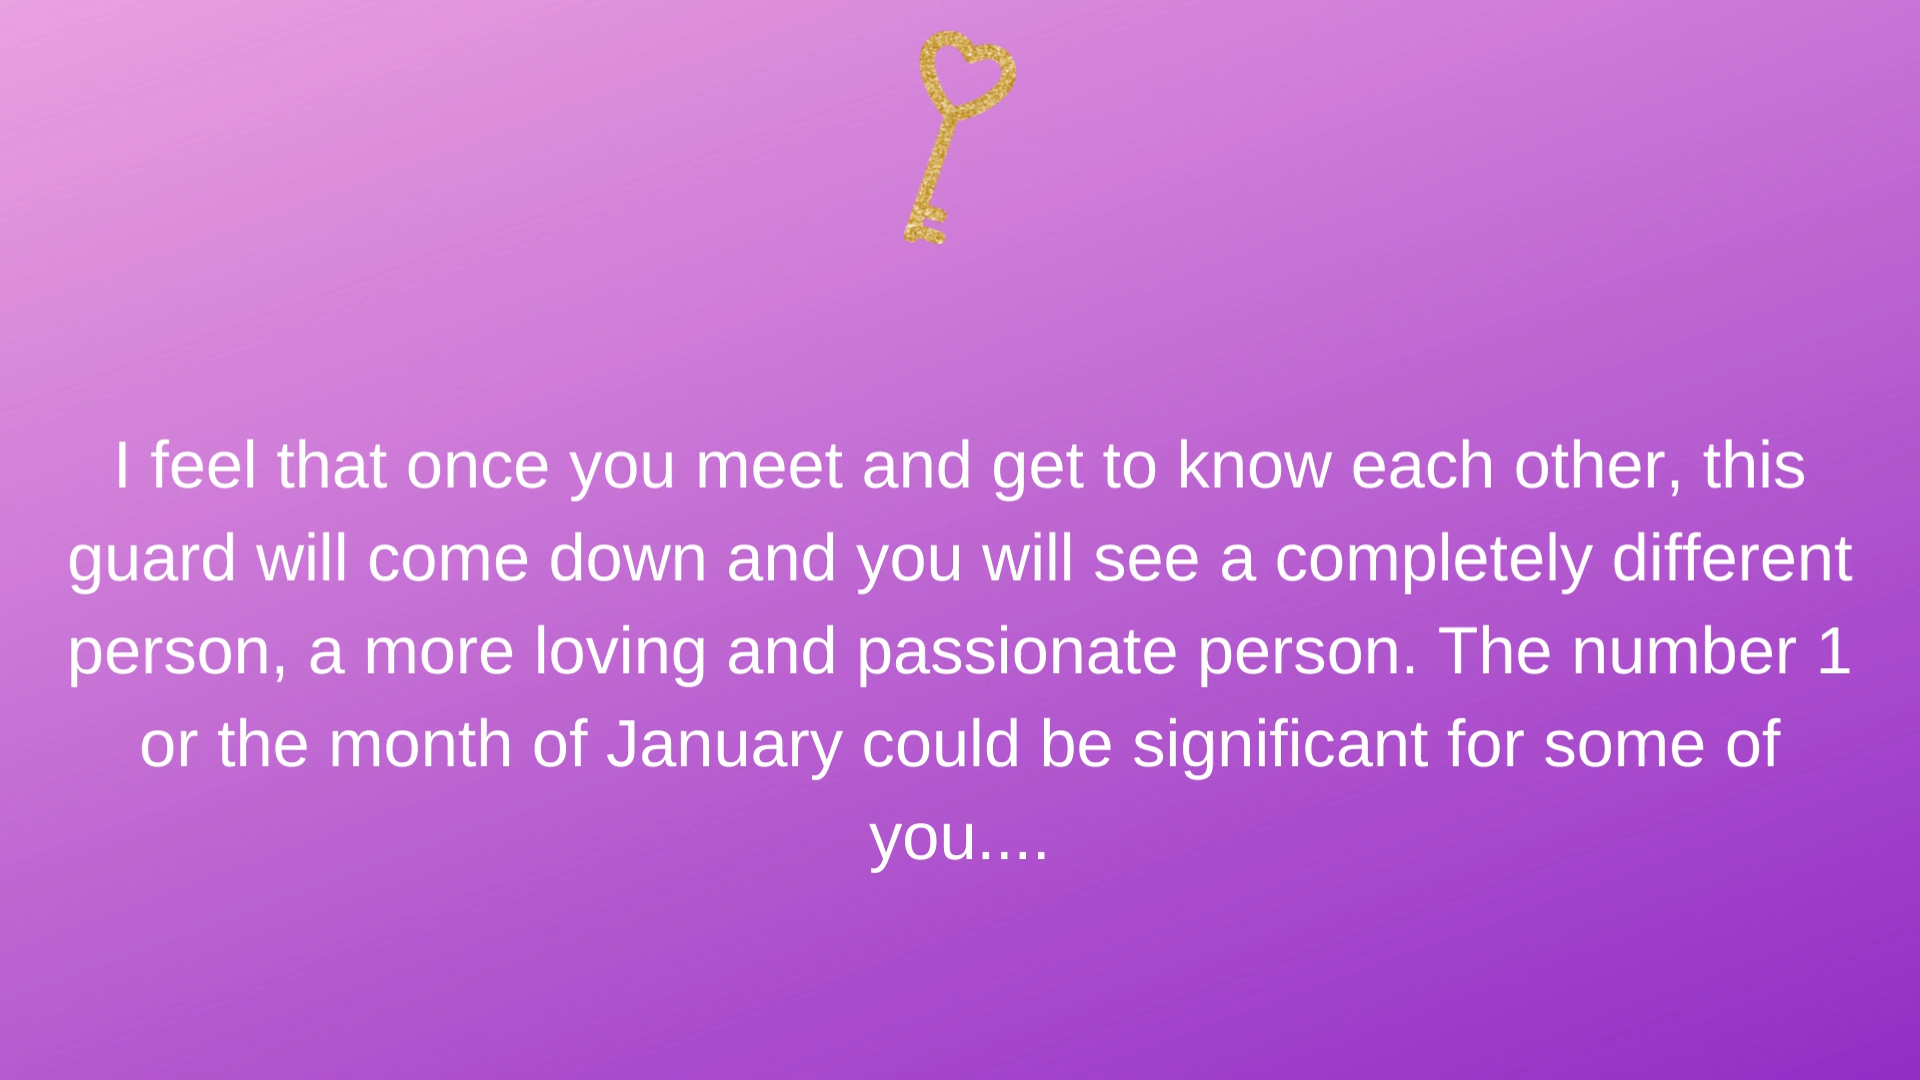 I feel that once you meet and get to know each other, this
guard will come down and you will see a completely different
person, a more loving and passionate person. The number 1
or the month of January could be significant for some of
you....